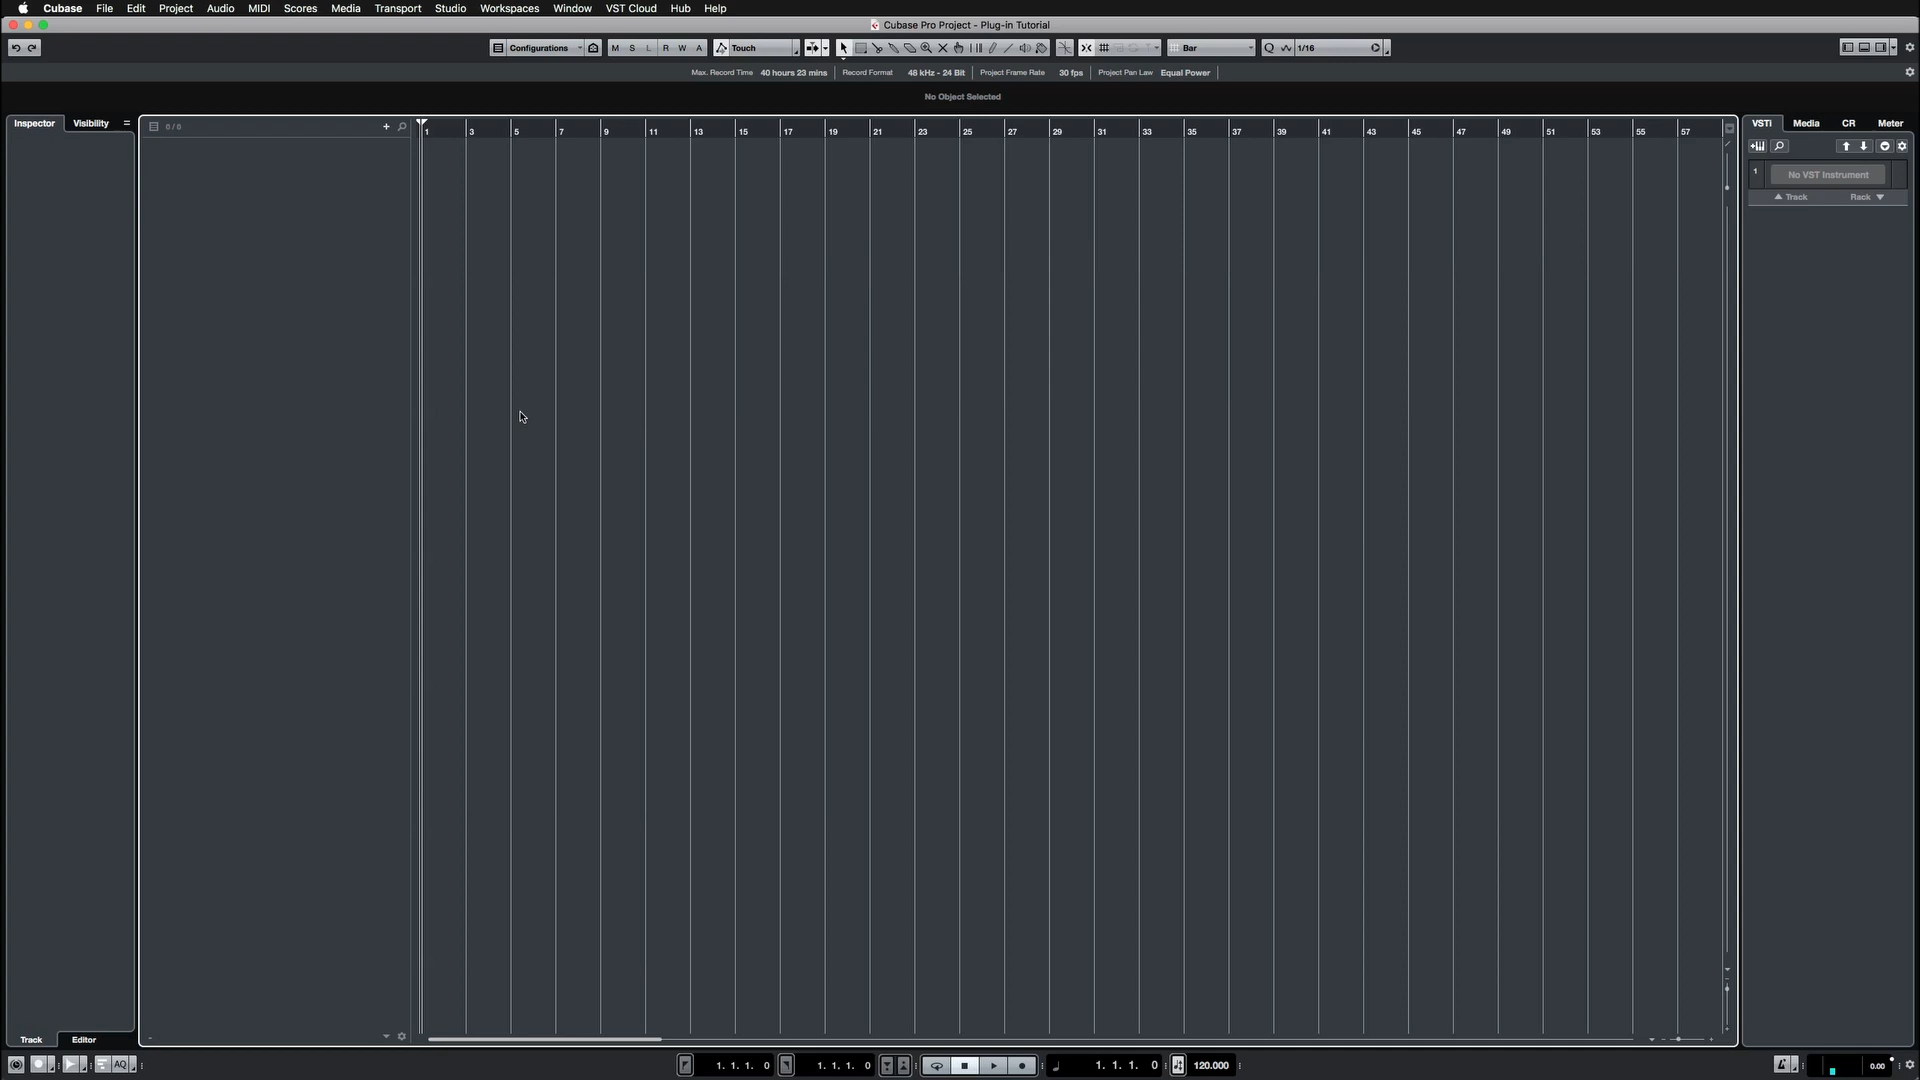 Cubase File Edit Project Audio MIDI Scores Media Transport Studio Workspaces Window VST Cloud Hub Help
Cubase Pro Project - Plug-in Tutorial
Configurations M S L R W A Touch Bar Q 1/16
Max. Record Time 40 hours 23 mins Record Format 48 kHz - 24 Bit Project Frame Rate 30 fps Project Pan Law Equal Power
No Object Selected
Inspector Visibility 0 / 0 1 3 5 7 9 11 13 15 17 19 21 23 25 27 29 31 33 35 37 39 41 43 45 47 49 51 53 55 57 VSTi Media CR Meter
1 No VST Instrument
Track Rack
Track Editor
AQ 1. 1. 1. 0 1. 1. 1. 0 1. 1. 1. 0 120.000 0.00